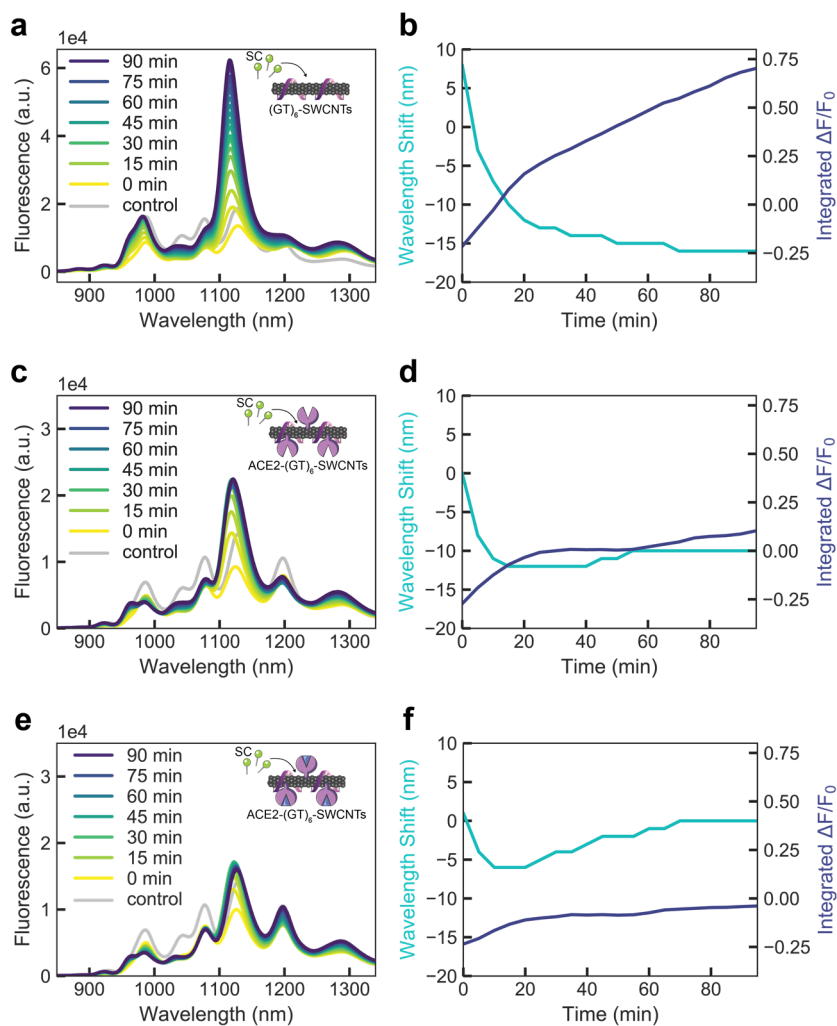 a
1e4
Fluorescence (a.u.)
6
4
2
0
90 min
75 min
60 min
45 min
30 min
15 min
0 min
control
SC
(GT)₆-SWCNTs
900 1000 1100 1200 1300
Wavelength (nm)
b
Wavelength Shift (nm)
10
5
0
−5
−10
−15
−20
0.75
0.50
0.25
0.00
−0.25
Integrated ΔF/F₀
0 20 40 60 80
Time (min)
c
1e4
Fluorescence (a.u.)
3
2
1
0
90 min
75 min
60 min
45 min
30 min
15 min
0 min
control
SC
ACE2-(GT)₆-SWCNTs
900 1000 1100 1200 1300
Wavelength (nm)
d
Wavelength Shift (nm)
10
5
0
−5
−10
−15
−20
0.75
0.50
0.25
0.00
−0.25
Integrated ΔF/F₀
0 20 40 60 80
Time (min)
e
1e4
Fluorescence (a.u.)
3
2
1
0
90 min
75 min
60 min
45 min
30 min
15 min
0 min
control
SC
ACE2-(GT)₆-SWCNTs
900 1000 1100 1200 1300
Wavelength (nm)
f
Wavelength Shift (nm)
10
5
0
−5
−10
−15
−20
0.75
0.50
0.25
0.00
−0.25
Integrated ΔF/F₀
0 20 40 60 80
Time (min)